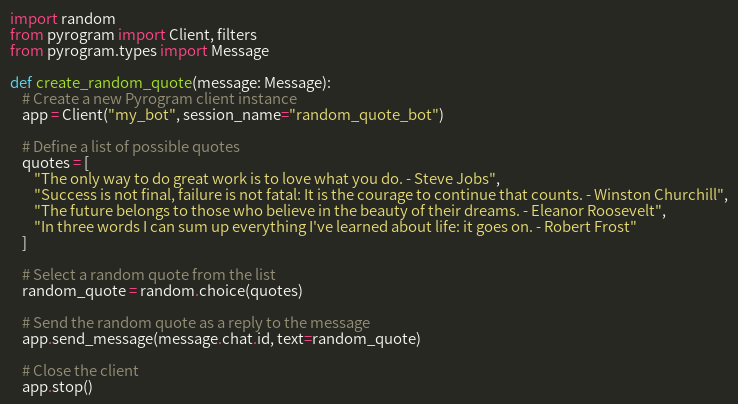 import random
from pyrogram import Client, filters
from pyrogram.types import Message

def create_random_quote(message: Message):
    # Create a new Pyrogram client instance
    app = Client("my_bot", session_name="random_quote_bot")

    # Define a list of possible quotes
    quotes = [
        "The only way to do great work is to love what you do. - Steve Jobs",
        "Success is not final, failure is not fatal: It is the courage to continue that counts. - Winston Churchill",
        "The future belongs to those who believe in the beauty of their dreams. - Eleanor Roosevelt",
        "In three words I can sum up everything I've learned about life: it goes on. - Robert Frost"
    ]

    # Select a random quote from the list
    random_quote = random.choice(quotes)

    # Send the random quote as a reply to the message
    app.send_message(message.chat.id, text=random_quote)

    # Close the client
    app.stop()